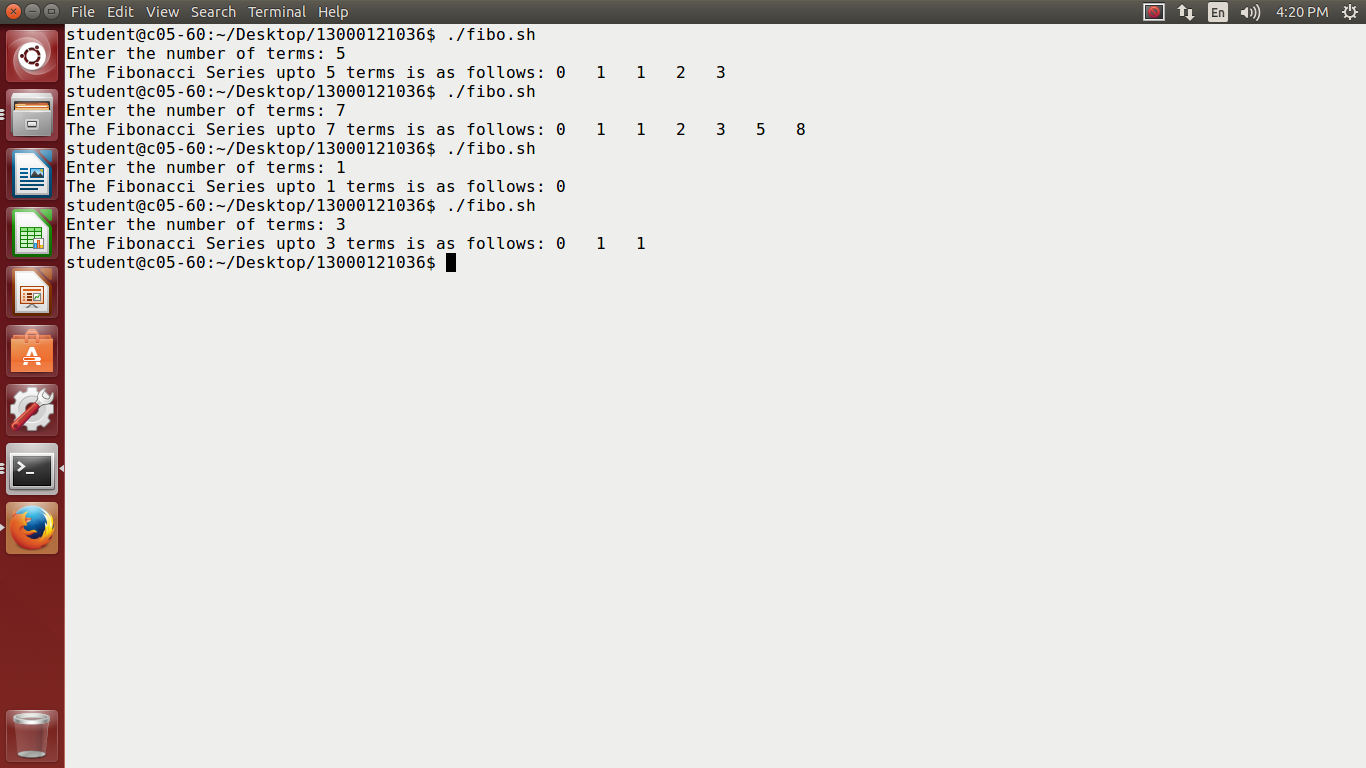 File Edit View Search Terminal Help En 4:20 PM
student@c05-60:~/Desktop/13000121036$ ./fibo.sh
Enter the number of terms: 5
The Fibonacci Series upto 5 terms is as follows: 0   1   1   2   3
student@c05-60:~/Desktop/13000121036$ ./fibo.sh
Enter the number of terms: 7
The Fibonacci Series upto 7 terms is as follows: 0   1   1   2   3   5   8
student@c05-60:~/Desktop/13000121036$ ./fibo.sh
Enter the number of terms: 1
The Fibonacci Series upto 1 terms is as follows: 0
student@c05-60:~/Desktop/13000121036$ ./fibo.sh
Enter the number of terms: 3
The Fibonacci Series upto 3 terms is as follows: 0   1   1
student@c05-60:~/Desktop/13000121036$